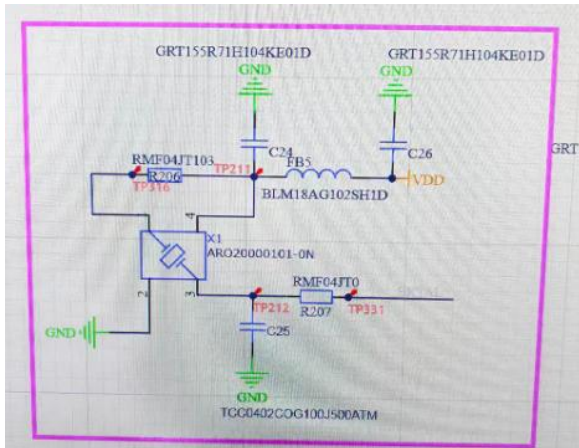 GRT155R71H104KE01D
GRT155R71H104KE01D
GND
GND
C24
C26
GRT
RMF04JT103
R206
TP316
TP211
FB5
BLM18AG102SH1D
VDD
4
X1
ARO20000101-0N
2
3
RMF04JT0
TP212
R207
TP331
GND
C25
GND
TCC0402COG100J500ATM